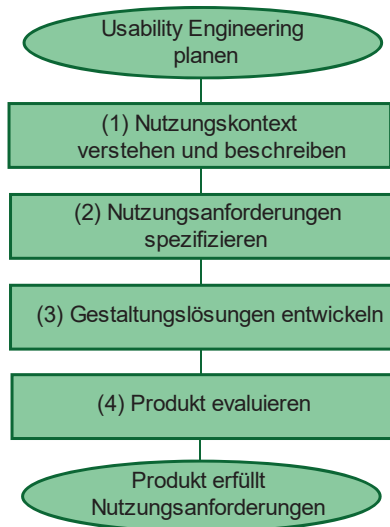 Usability Engineering
planen
(1) Nutzungskontext
verstehen und beschreiben
(2) Nutzungsanforderungen
spezifizieren
(3) Gestaltungslösungen entwickeln
(4) Produkt evaluieren
Produkt erfüllt
Nutzungsanforderungen